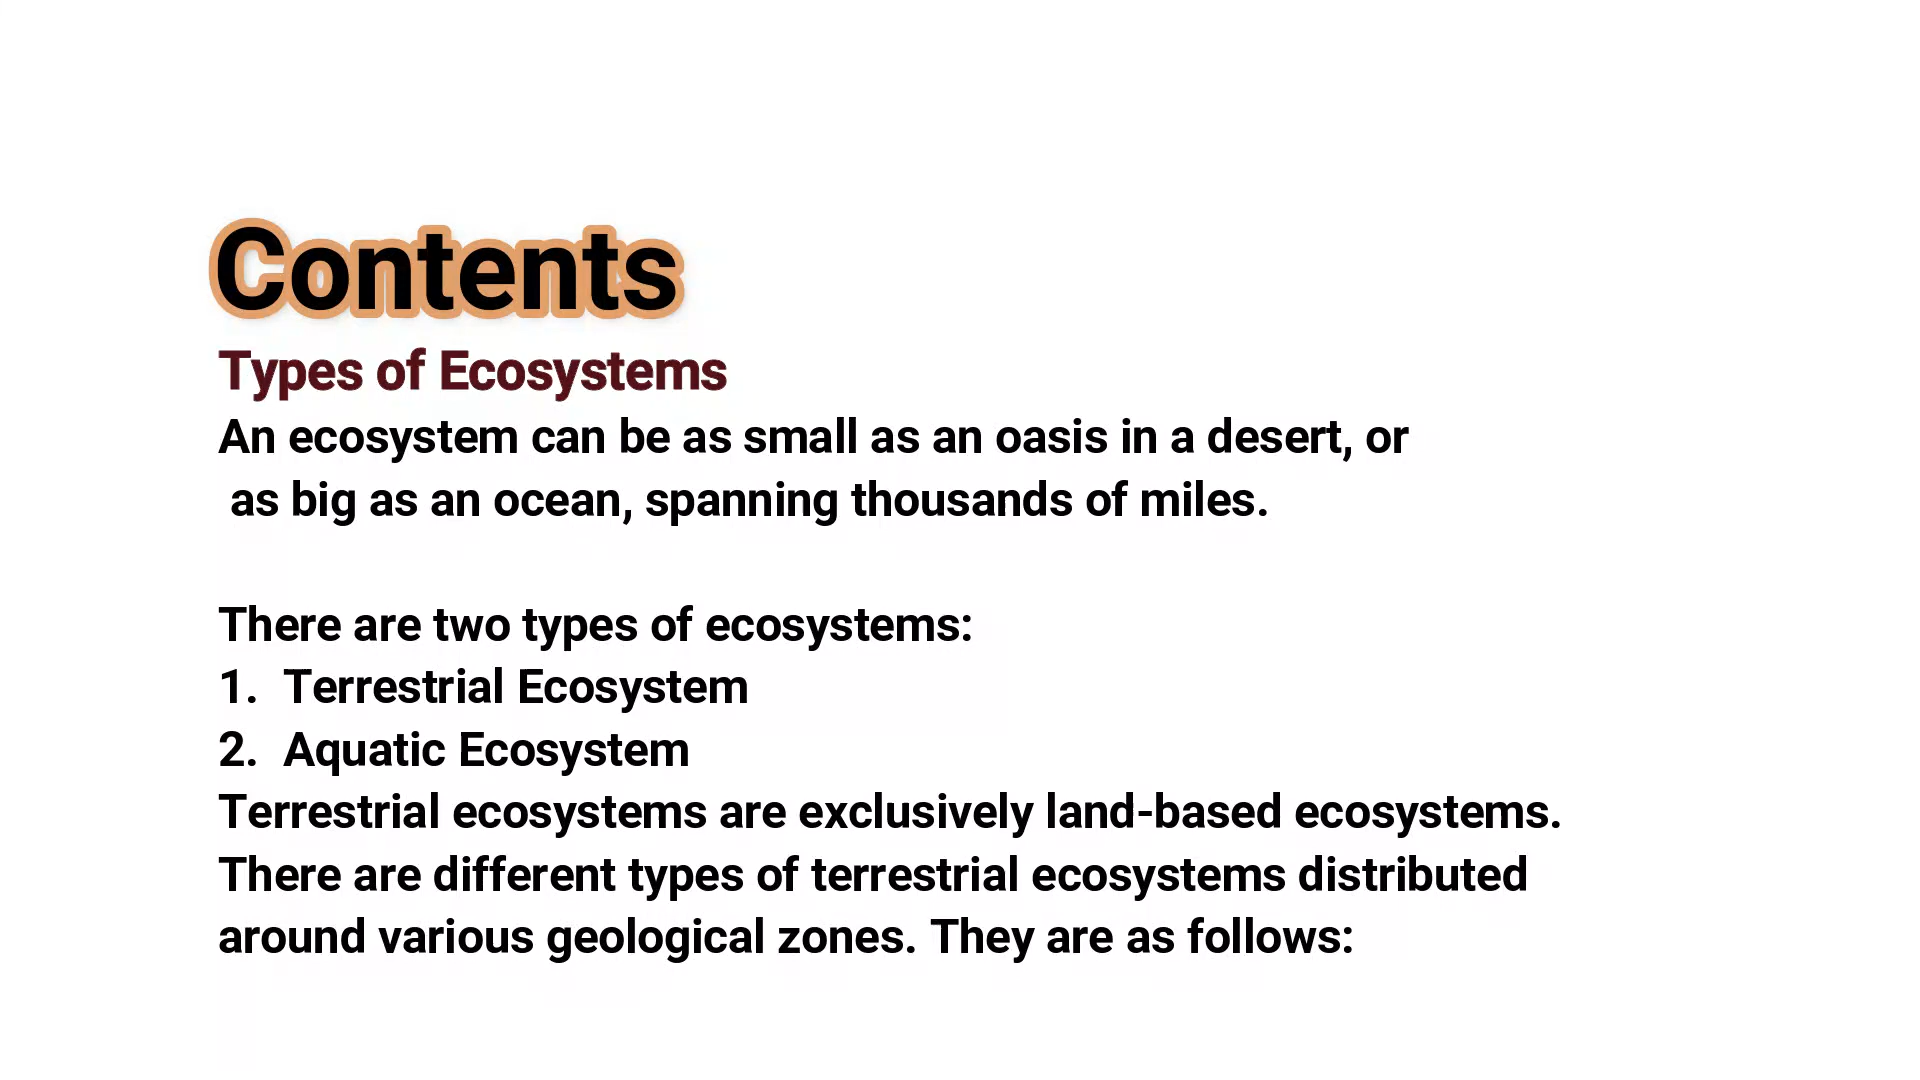 Contents
Types of Ecosystems
An ecosystem can be as small as an oasis in a desert, or
as big as an ocean, spanning thousands of miles.
There are two types of ecosystems:
1. Terrestrial Ecosystem
2. Aquatic Ecosystem
Terrestrial ecosystems are exclusively land-based ecosystems.
There are different types of terrestrial ecosystems distributed
around various geological zones. They are as follows: